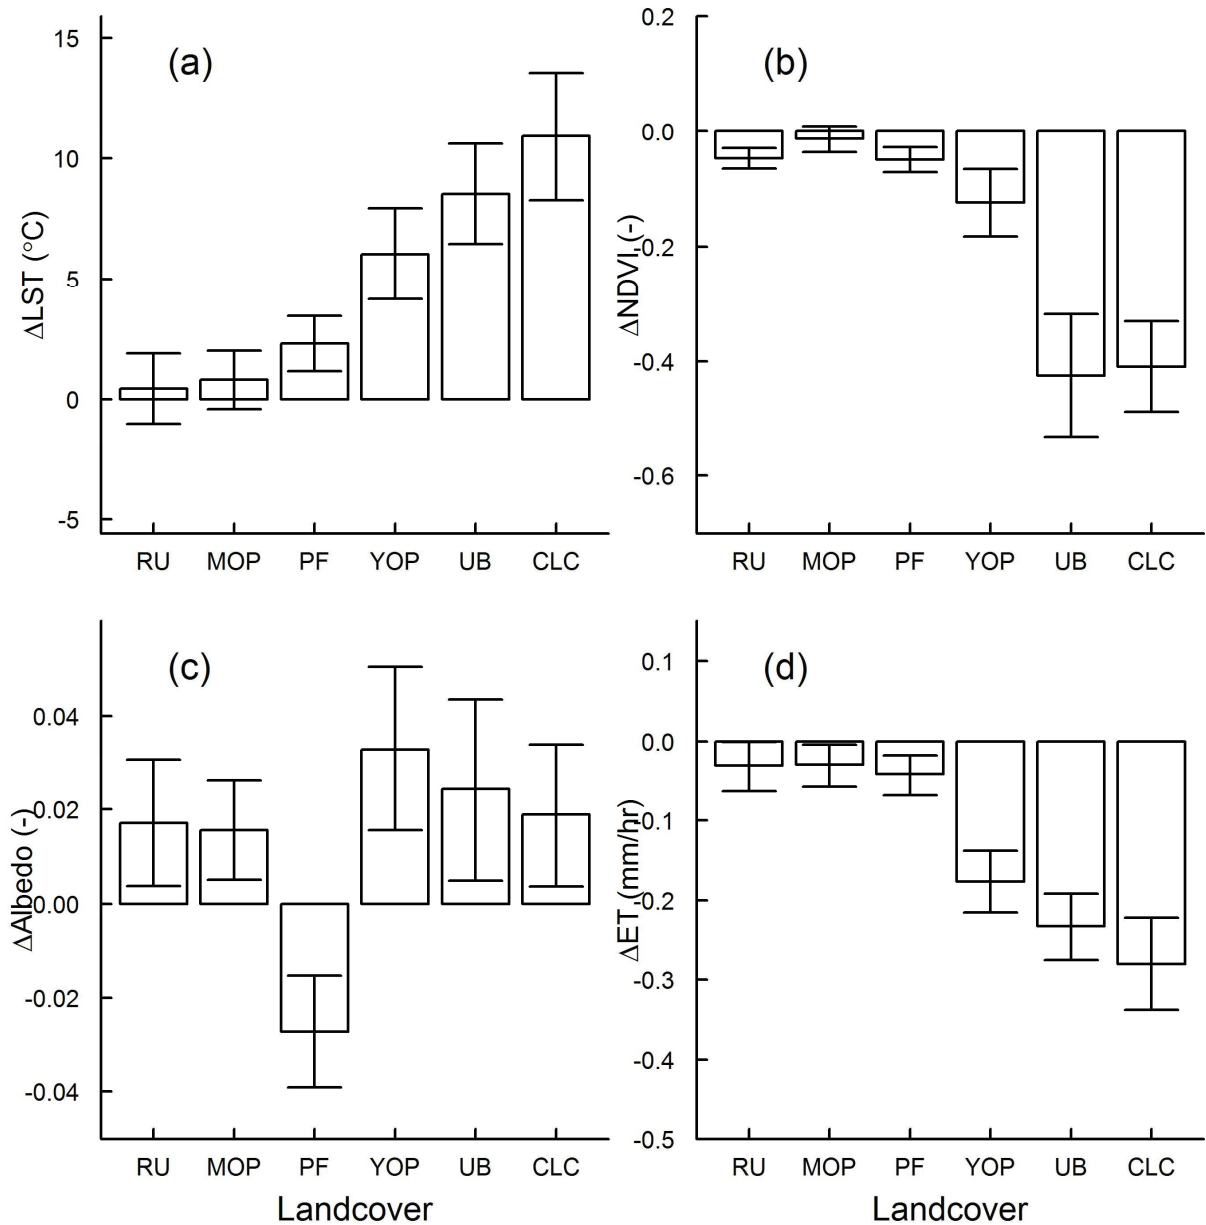 (a)
ΔLST (°C)
15
10
5
0
-5
RU MOP PF YOP UB CLC
(b)
ΔNDVI (-)
0.2
0.0
-0.2
-0.4
-0.6
RU MOP PF YOP UB CLC
(c)
ΔAlbedo (-)
0.04
0.02
0.00
-0.02
-0.04
RU MOP PF YOP UB CLC
Landcover
(d)
ΔET (mm/hr)
0.1
0.0
-0.1
-0.2
-0.3
-0.4
-0.5
RU MOP PF YOP UB CLC
Landcover